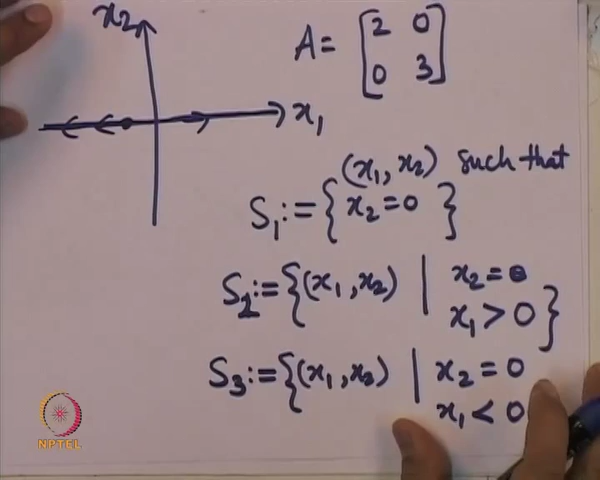 x₂
A = [2 0
0 3]
x₁
(x₁, x₂) such that
S₁ := { x₂ = 0 }
S₂ := { (x₁, x₂) | x₂ = 0
x₁ > 0 }
S₃ := { (x₁, x₂) | x₂ = 0
x₁ < 0
NPTEL